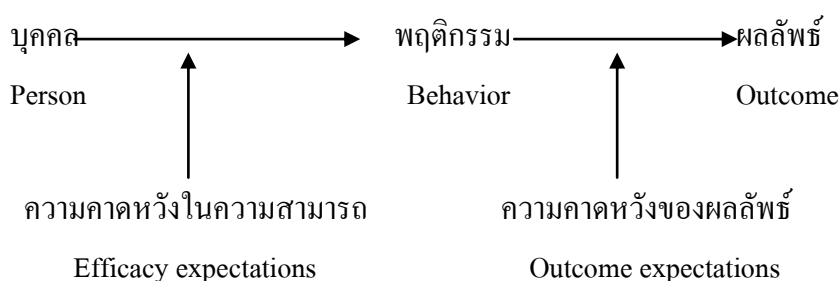 บุคคล พฤติกรรม ผลลัพธ์
Person Behavior Outcome
ความคาดหวังในความสามารถ ความคาดหวังของผลลัพธ์
Efficacy expectations Outcome expectations